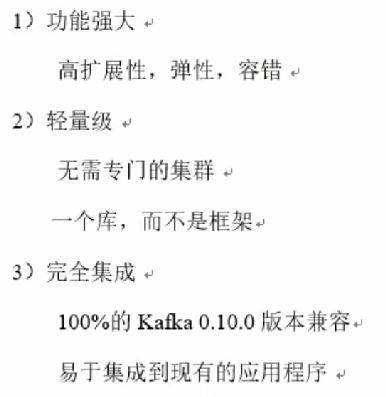 1）功能强大
高扩展性，弹性，容错
2）轻量级
无需专门的集群
一个库，而不是框架
3）完全集成
100%的 Kafka 0.10.0 版本兼容
易于集成到现有的应用程序